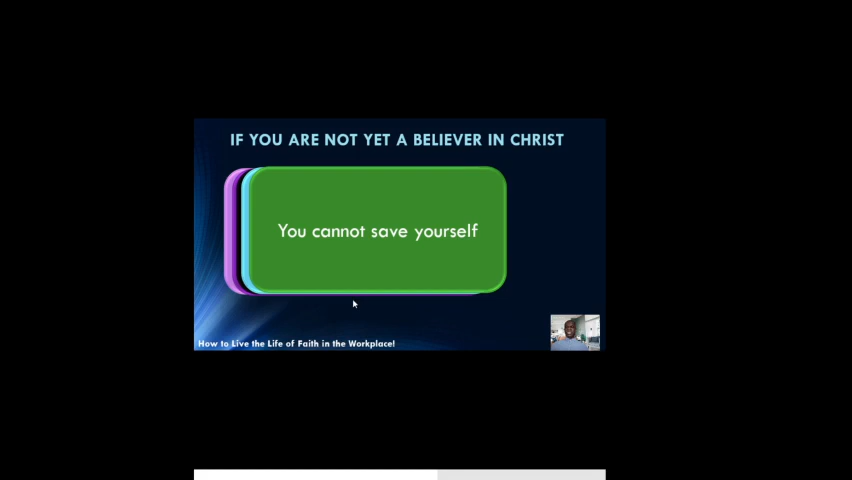 IF YOU ARE NOT YET A BELIEVER IN CHRIST
You cannot save yourself
How to Live the Life of Faith in the Workplace!